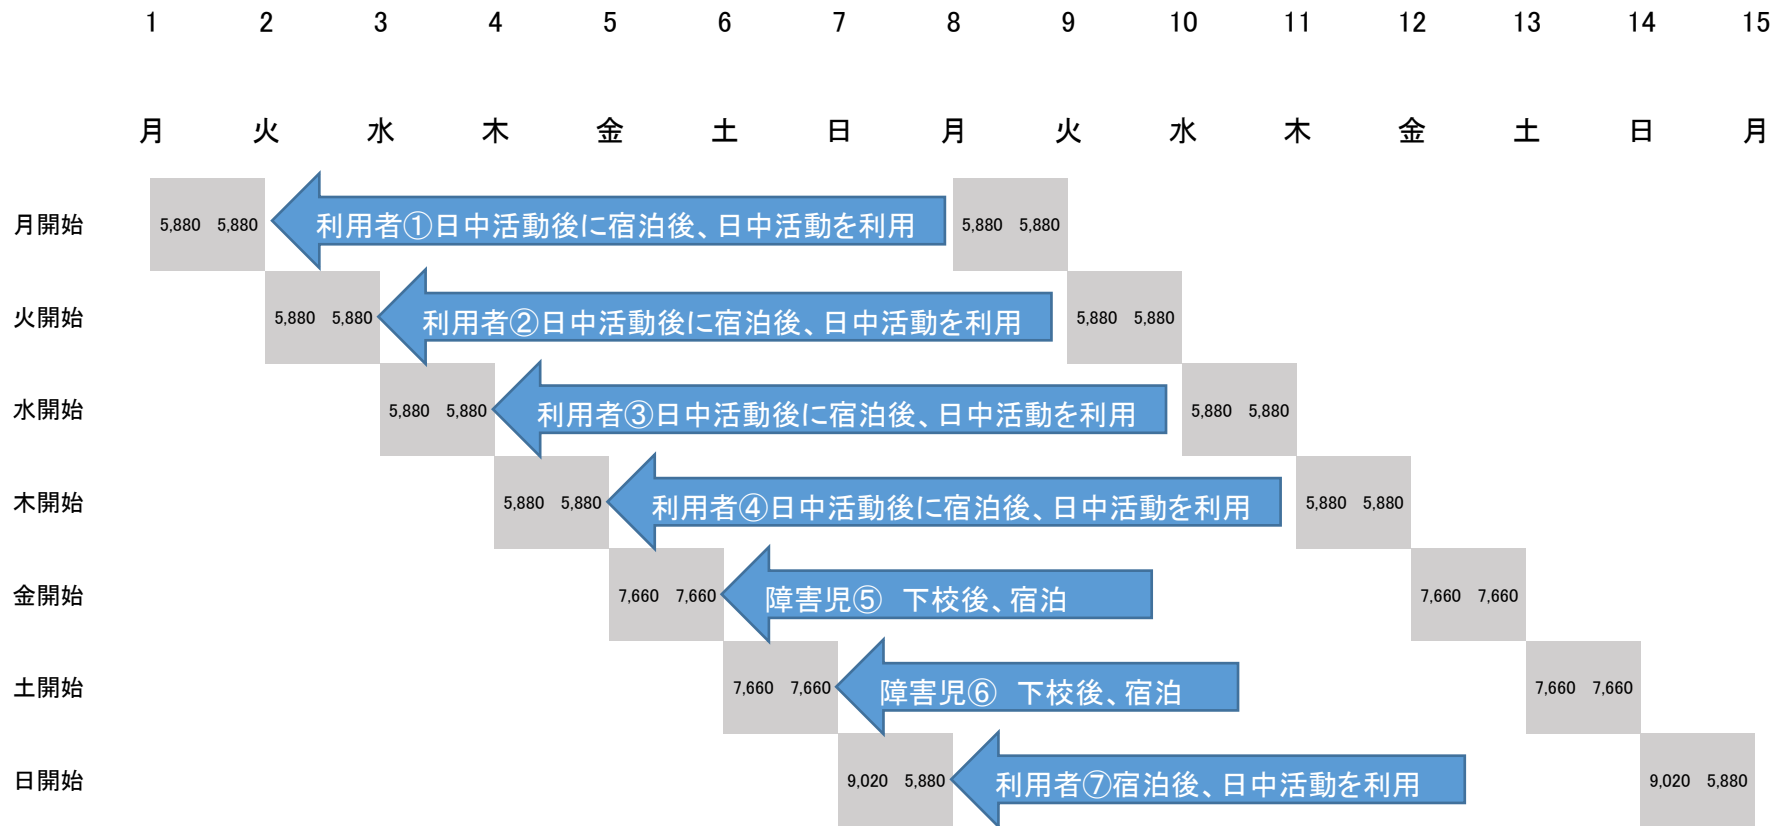 1 2 3 4 5 6 7 8 9 10 11 12 13 14 15
月 火 水 木 金 土 日 月 火 水 木 金 土 日 月
月開始 5,880 5,880 利用者①日中活動後に宿泊後、日中活動を利用 5,880 5,880
火開始 5,880 5,880 利用者②日中活動後に宿泊後、日中活動を利用 5,880 5,880
水開始 5,880 5,880 利用者③日中活動後に宿泊後、日中活動を利用 5,880 5,880
木開始 5,880 5,880 利用者④日中活動後に宿泊後、日中活動を利用 5,880 5,880
金開始 7,660 7,660 障害児⑤　下校後、宿泊 7,660 7,660
土開始 7,660 7,660 障害児⑥　下校後、宿泊 7,660 7,660
日開始 9,020 5,880 利用者⑦宿泊後、日中活動を利用 9,020 5,880